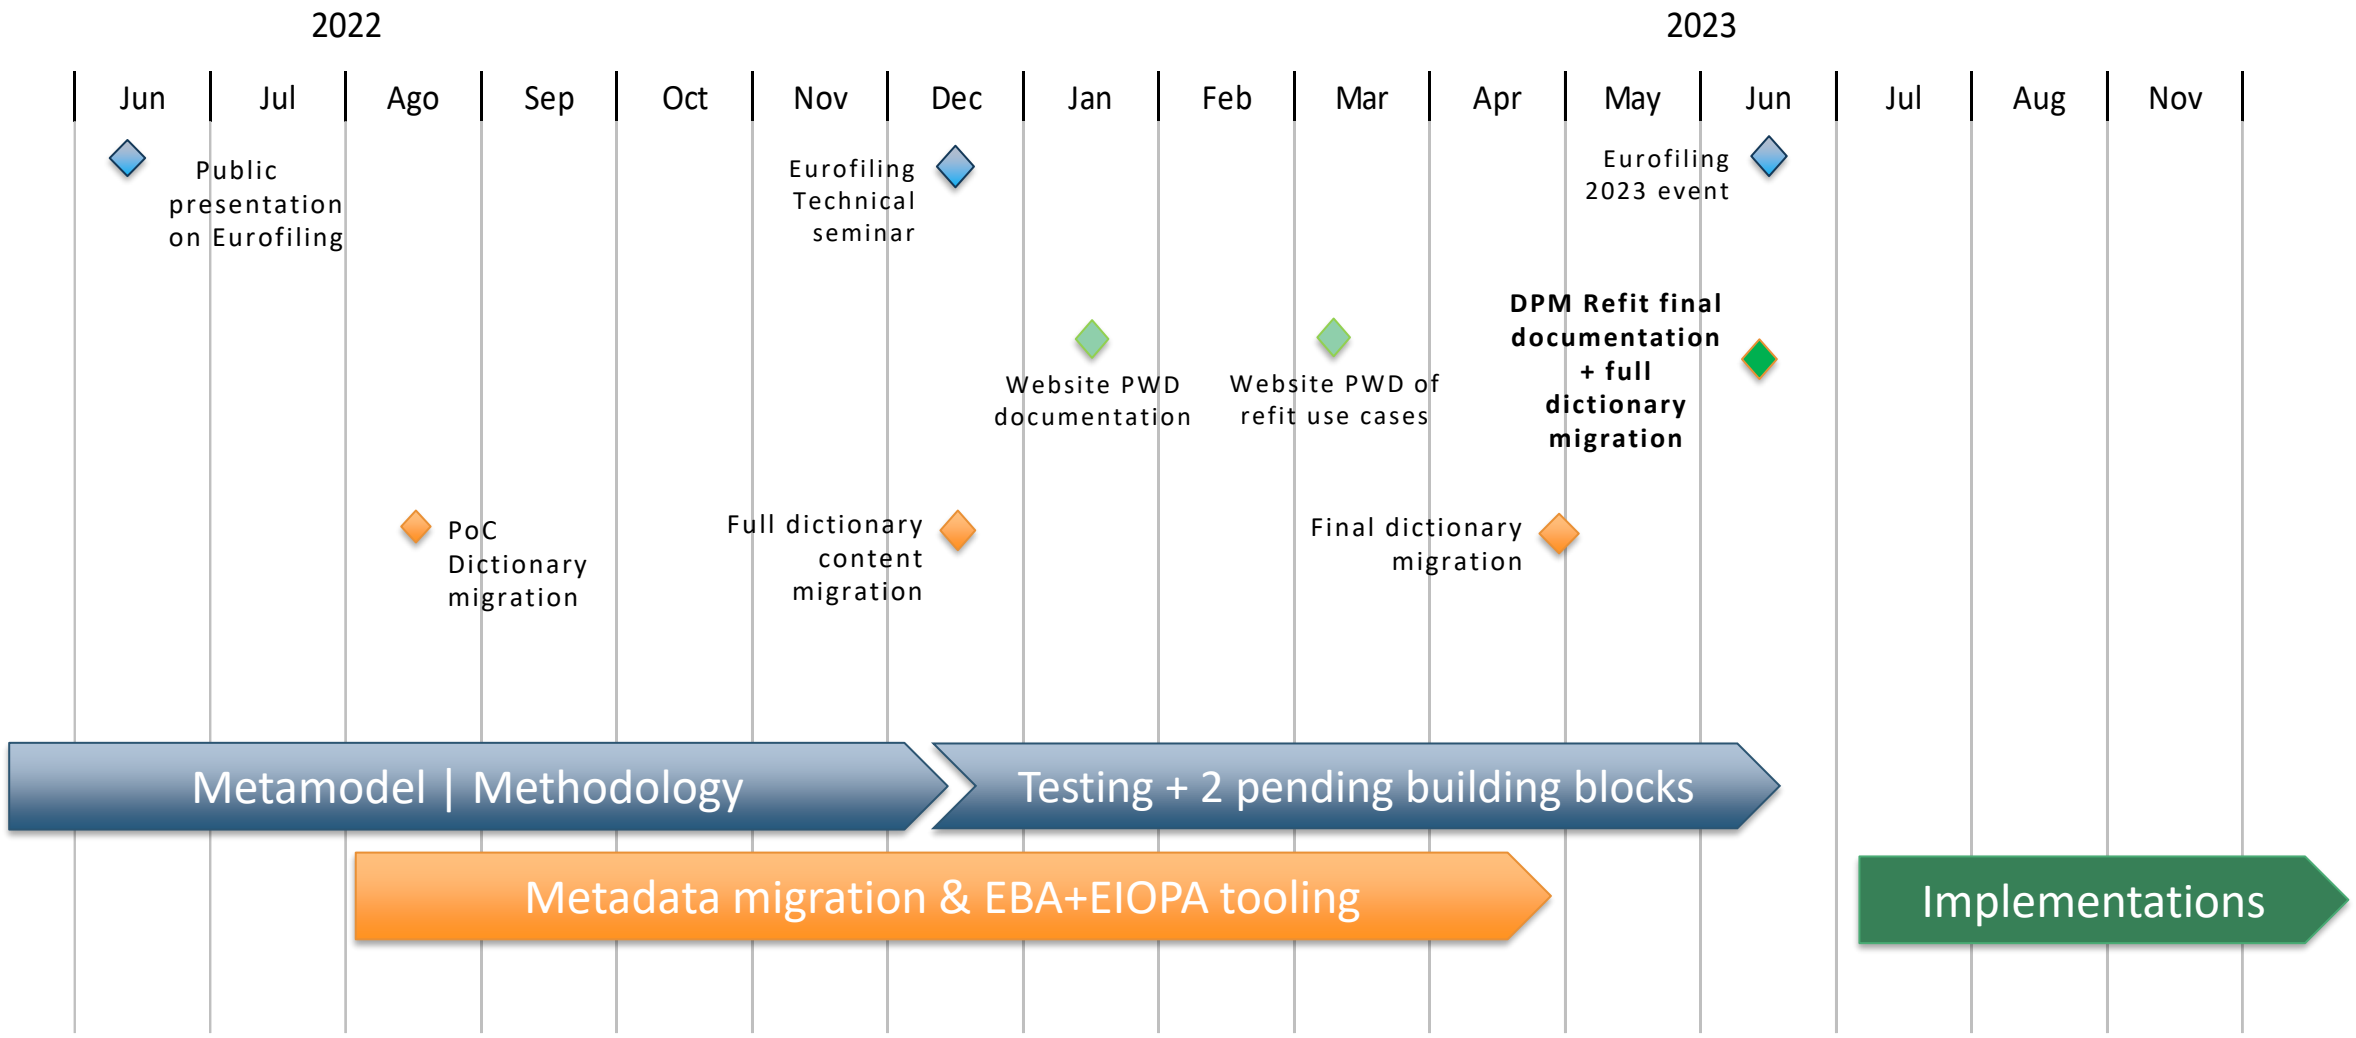 2022
2023
Jun
Jul
Ago
Sep
Oct
Nov
Dec
Jan
Feb
Mar
Apr
May
Jun
Jul
Aug
Nov
Public
presentation
on Eurofiling
Eurofiling
Technical
seminar
Eurofiling
2023 event
Website PWD
documentation
Website PWD of
refit use cases
DPM Refit final
documentation
+ full
dictionary
migration
PoC
Dictionary
migration
Full dictionary
content
migration
Final dictionary
migration
Metamodel | Methodology
Testing + 2 pending building blocks
Metadata migration & EBA+EIOPA tooling
Implementations